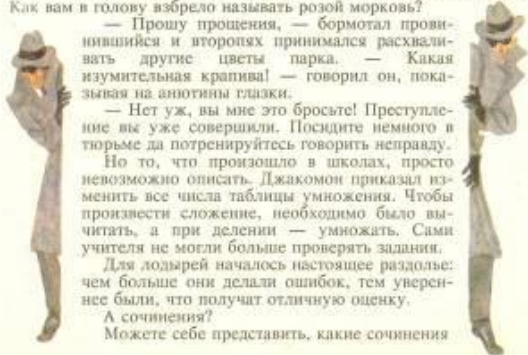 Как вам в голову взбрело называть розой морковь?
— Прошу прощения, — бормотал прови-
нившийся и второпях принимался расхвали-
вать другие цветы парка. — Какая
изумительная крапива! — говорил он, пока-
зывая на анютины глазки.
— Нет уж, вы мне это бросьте! Преступле-
ние вы уже совершили. Посидите немного в
тюрьме да потренируйтесь говорить неправду.
Но то, что произошло в школах, просто
невозможно описать. Джакомон приказал из-
менить все числа таблицы умножения. Чтобы
произвести сложение, необходимо было вы-
читать, а при делении — умножать. Сами
учителя не могли больше проверять задания.
Для лодырей началось настоящее раздолье:
чем больше они делали ошибок, тем уверен-
нее были, что получат отличную оценку.
А сочинения?
Можете себе представить, какие сочинения